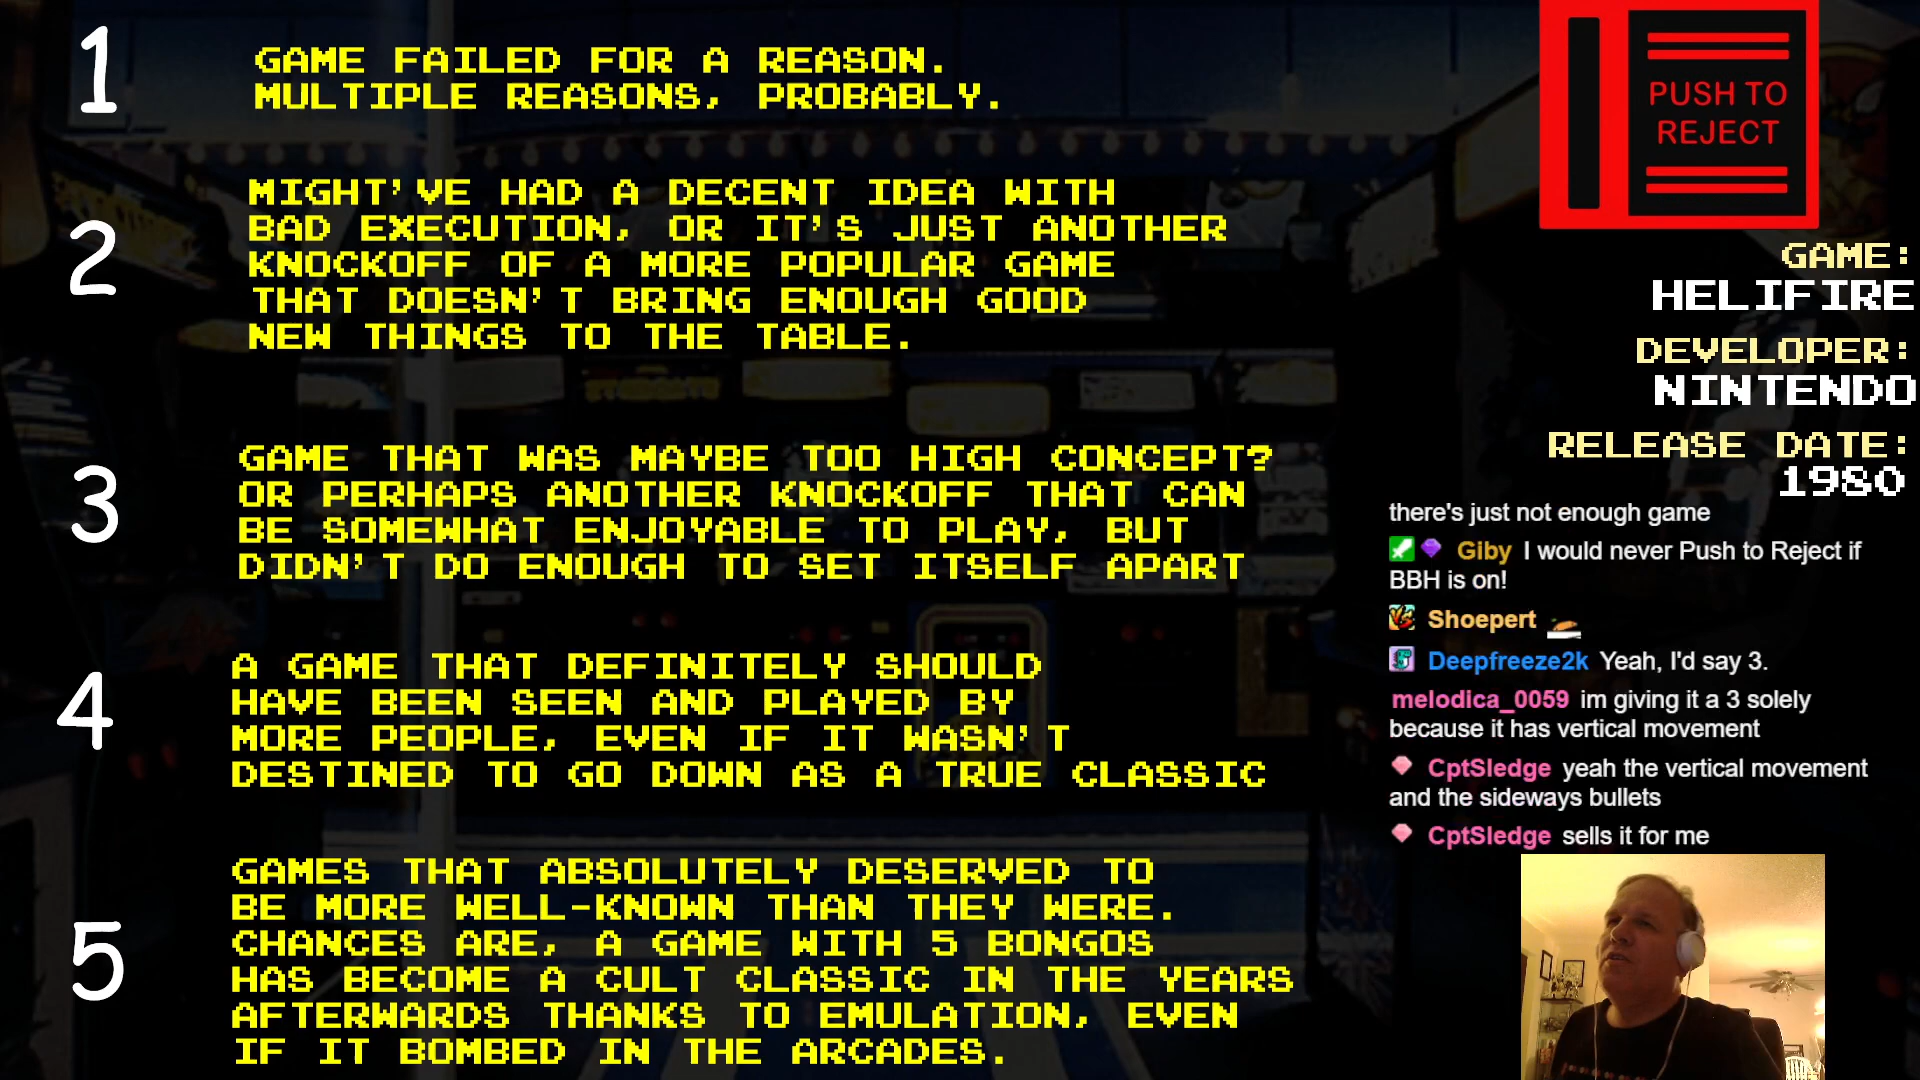 1
GAME FAILED FOR A REASON.
MULTIPLE REASONS, PROBABLY.
2
MIGHT'VE HAD A DECENT IDEA WITH
BAD EXECUTION, OR IT'S JUST ANOTHER
KNOCKOFF OF A MORE POPULAR GAME
THAT DOESN'T BRING ENOUGH GOOD
NEW THINGS TO THE TABLE.
3
GAME THAT WAS MAYBE TOO HIGH CONCEPT?
OR PERHAPS ANOTHER KNOCKOFF THAT CAN
BE SOMEWHAT ENJOYABLE TO PLAY, BUT
DIDN'T DO ENOUGH TO SET ITSELF APART
4
A GAME THAT DEFINITELY SHOULD
HAVE BEEN SEEN AND PLAYED BY
MORE PEOPLE, EVEN IF IT WASN'T
DESTINED TO GO DOWN AS A TRUE CLASSIC
5
GAMES THAT ABSOLUTELY DESERVED TO
BE MORE WELL-KNOWN THAN THEY WERE.
CHANCES ARE, A GAME WITH 5 BONGOS
HAS BECOME A CULT CLASSIC IN THE YEARS
AFTERWARDS THANKS TO EMULATION, EVEN
IF IT BOMBED IN THE ARCADES.
PUSH TO
REJECT
GAME:
HELIFIRE
DEVELOPER:
NINTENDO
RELEASE DATE:
1980
there's just not enough game
Giby I would never Push to Reject if
BBH is on!
Shoepert
Deepfreeze2k Yeah, I'd say 3.
melodica_0059 im giving it a 3 solely
because it has vertical movement
CptSledge yeah the vertical movement
and the sideways bullets
CptSledge sells it for me